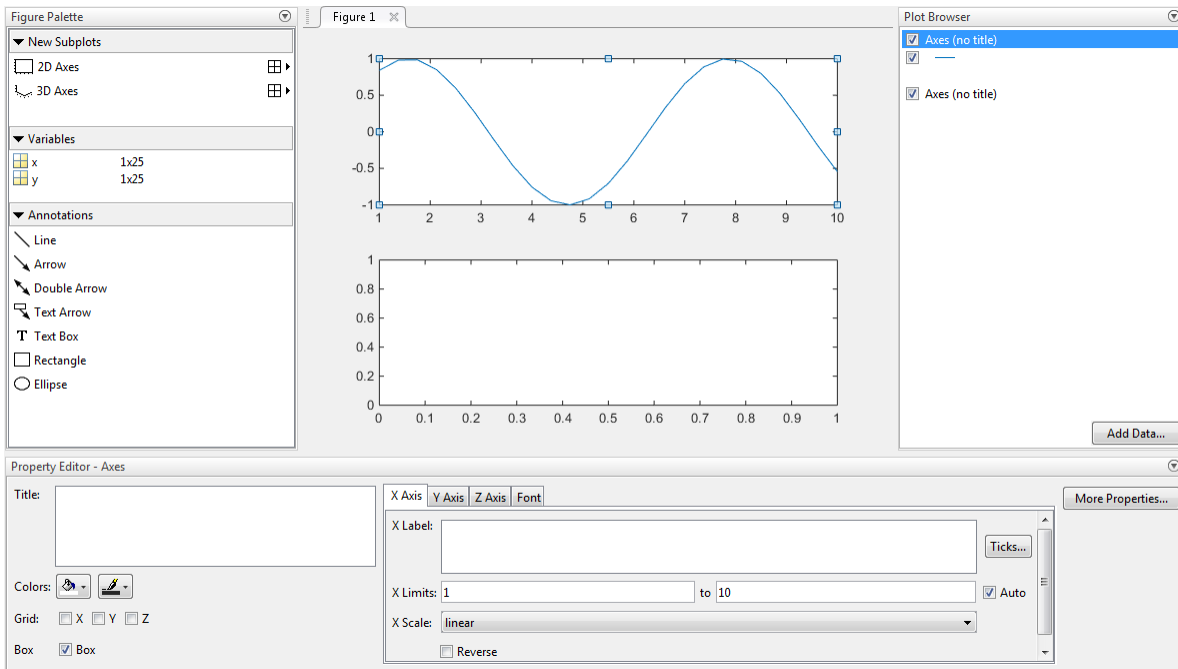 Figure Palette
New Subplots
2D Axes
3D Axes
Variables
x 1x25
y 1x25
Annotations
Line
Arrow
Double Arrow
Text Arrow
T Text Box
Rectangle
Ellipse
Figure 1
1
0.5
0
-0.5
-1
1 2 3 4 5 6 7 8 9 10
1
0.8
0.6
0.4
0.2
0
0 0.1 0.2 0.3 0.4 0.5 0.6 0.7 0.8 0.9 1
Plot Browser
Axes (no title)
Axes (no title)
Add Data...
Property Editor - Axes
Title:
Colors:
Grid: X Y Z
Box Box
X Axis Y Axis Z Axis Font
X Label:
Ticks...
X Limits: 1 to 10 Auto
X Scale: linear
Reverse
More Properties...